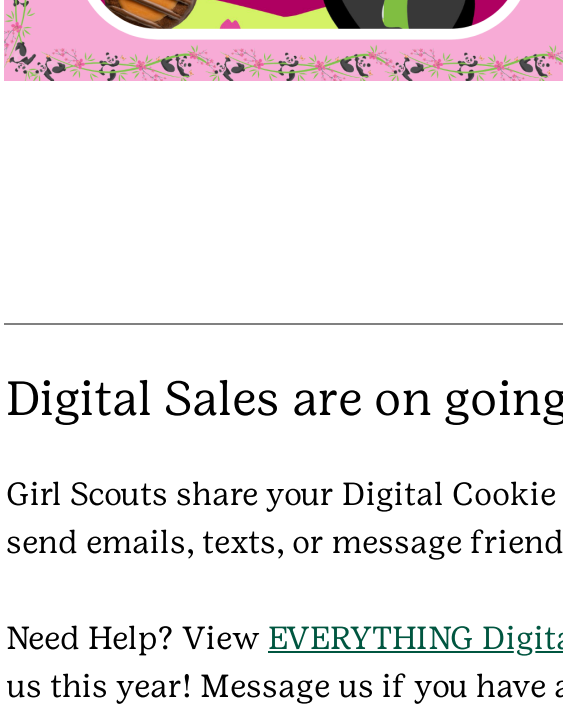 Digital Sales are on going
Girl Scouts share your Digital Cookie
send emails, texts, or message friend
Need Help? View EVERYTHING Digita
us this year! Message us if you have a